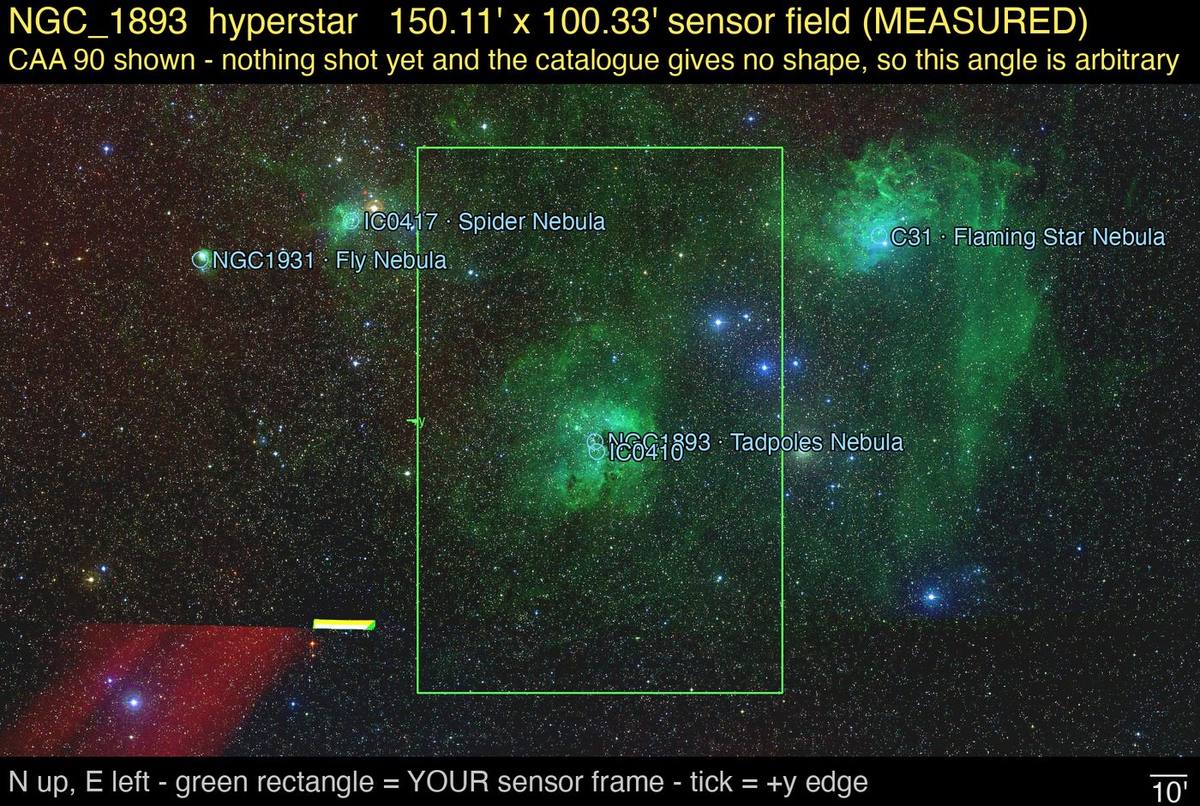 NGC_1893 hyperstar 150.11' x 100.33' sensor field (MEASURED)
CAA 90 shown - nothing shot yet and the catalogue gives no shape, so this angle is arbitrary
IC0417 · Spider Nebula
C31 · Flaming Star Nebula
NGC1931 · Fly Nebula
y
NGC1893 · Tadpoles Nebula
IC0410
N up, E left - green rectangle = YOUR sensor frame - tick = +y edge
10'